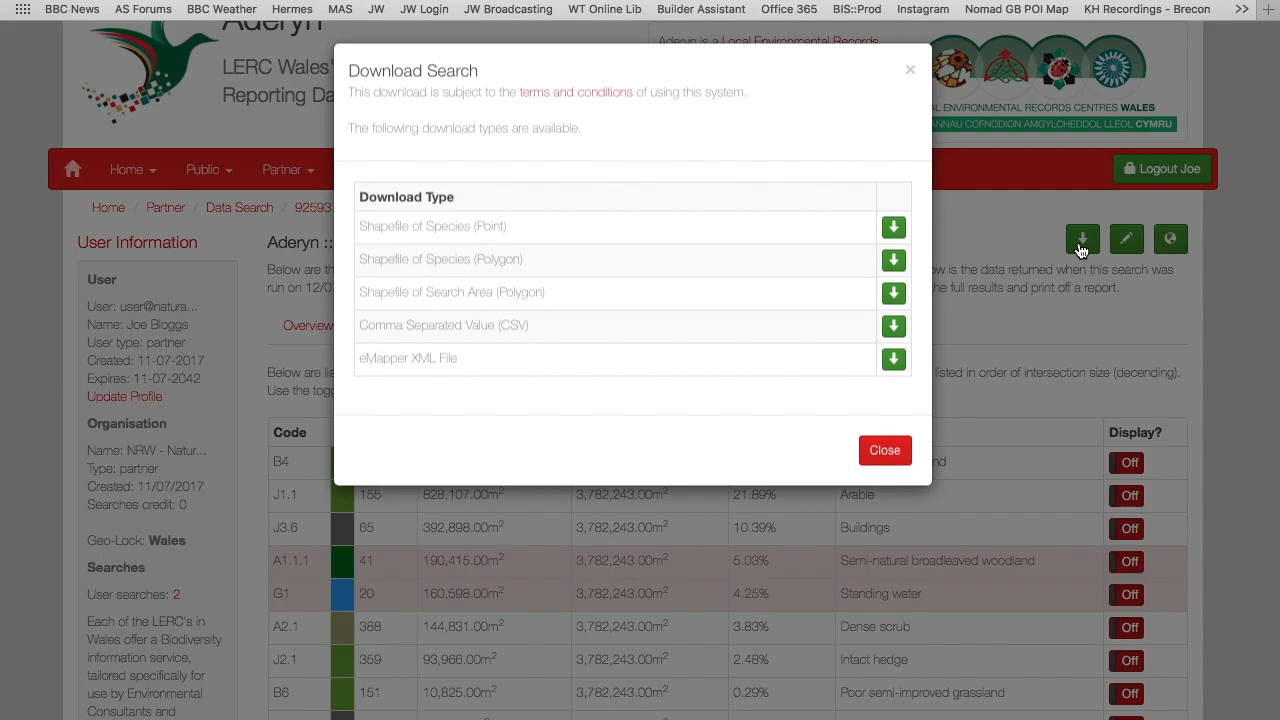 BBC News AS Forums BBC Weather Hermes MAS JW JW Login JW Broadcasting WT Online Lib Builder Assistant Office 365 BIS::Prod Instagram Nomad GB POI Map KH Recordings - Brecon
Aderyn
LERC Wales'
Reporting Da
Aderyn is a Local Environmental Records
AL ENVIRONMENTAL RECORDS CENTRES WALES
ANNAU COFNODION AMGYLCHEDDOL LLEOL CYMRU
Download Search
×
This download is subject to the terms and conditions of using this system.
The following download types are available.
Download Type
Shapefile of Species (Point)
Shapefile of Species (Polygon)
Shapefile of Search Area (Polygon)
Comma Separated Value (CSV)
eMapper XML File
Close
Home Public Partner
Logout Joe
Home / Partner / Data Search / 92593
User Information
User
User: user@natura...
Name: Joe Bloggs
User type: partner
Created: 11-07-2017
Expires: 11-07-2042
Update Profile
Organisation
Name: NRW - Natur...
Type: partner
Created: 11/07/2017
Searches credit: 0
Geo-Lock: Wales
Searches
User searches: 2
Each of the LERC's in
Wales offer a Biodiversity
information service,
tailored specifically for
use by Environmental
Consultants and
Aderyn ::
Below are th
ow is the data returned when this search was
run on 12/0
the full results and print off a report.
Overview
Below are lis
listed in order of intersection size (decending).
Use the togg
Code Display?
B4 nd Off
J1.1 155 828,107.00m² 3,782,243.00m² 21.89% Arable Off
J3.6 65 392,898.00m² 3,782,243.00m² 10.39% Buildings Off
A1.1.1 41 190,415.00m² 3,782,243.00m² 5.03% Semi-natural broadleaved woodland Off
G1 20 160,598.00m² 3,782,243.00m² 4.25% Standing water Off
A2.1 388 144,831.00m² 3,782,243.00m² 3.83% Dense scrub Off
J2.1 359 93,966.00m² 3,782,243.00m² 2.48% Intact hedge Off
B6 151 10,825.00m² 3,782,243.00m² 0.29% Poor semi-improved grassland Off